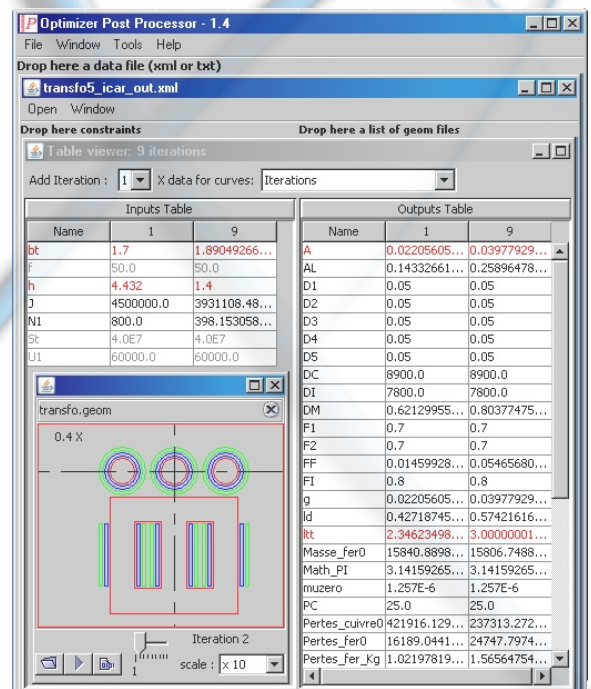 Optimizer Post Processor - 1.4
File Window Tools Help
Drop here a data file (xml or txt)
transfo5_icar_out.xml
Open Window
Drop here constraints Drop here a list of geom files
Table viewer: 9 iterations
Add Iteration : 1 X data for curves: Iterations
Inputs Table
Name 1 9
bt 1.7 1.89049266...
f 50.0 50.0
h 4.432 1.4
J 4500000.0 3931108.48...
N1 800.0 398.153058...
St 4.0E7 4.0E7
U1 60000.0 60000.0
transfo.geom
0.4 X
Iteration 2
1 scale : x 10
Outputs Table
Name 1 9
A 0.02205605... 0.03977929...
AL 0.14332661... 0.25896478...
D1 0.05 0.05
D2 0.05 0.05
D3 0.05 0.05
D4 0.05 0.05
D5 0.05 0.05
DC 8900.0 8900.0
DI 7800.0 7800.0
DM 0.62129955... 0.80377475...
F1 0.7 0.7
F2 0.7 0.7
FF 0.01459928... 0.05465680...
FI 0.8 0.8
g 0.02205605... 0.03977929...
ld 0.42718745... 0.57421616...
ltt 2.34623498... 3.00000001...
Masse_fer0 15840.8898... 15806.7488...
Math_PI 3.14159265... 3.14159265...
muzero 1.257E-6 1.257E-6
PC 25.0 25.0
Pertes_cuivre0 421916.129... 237313.272...
Pertes_fer0 16189.0441... 24747.7974...
Pertes_fer_Kg 1.02197819... 1.56564754...